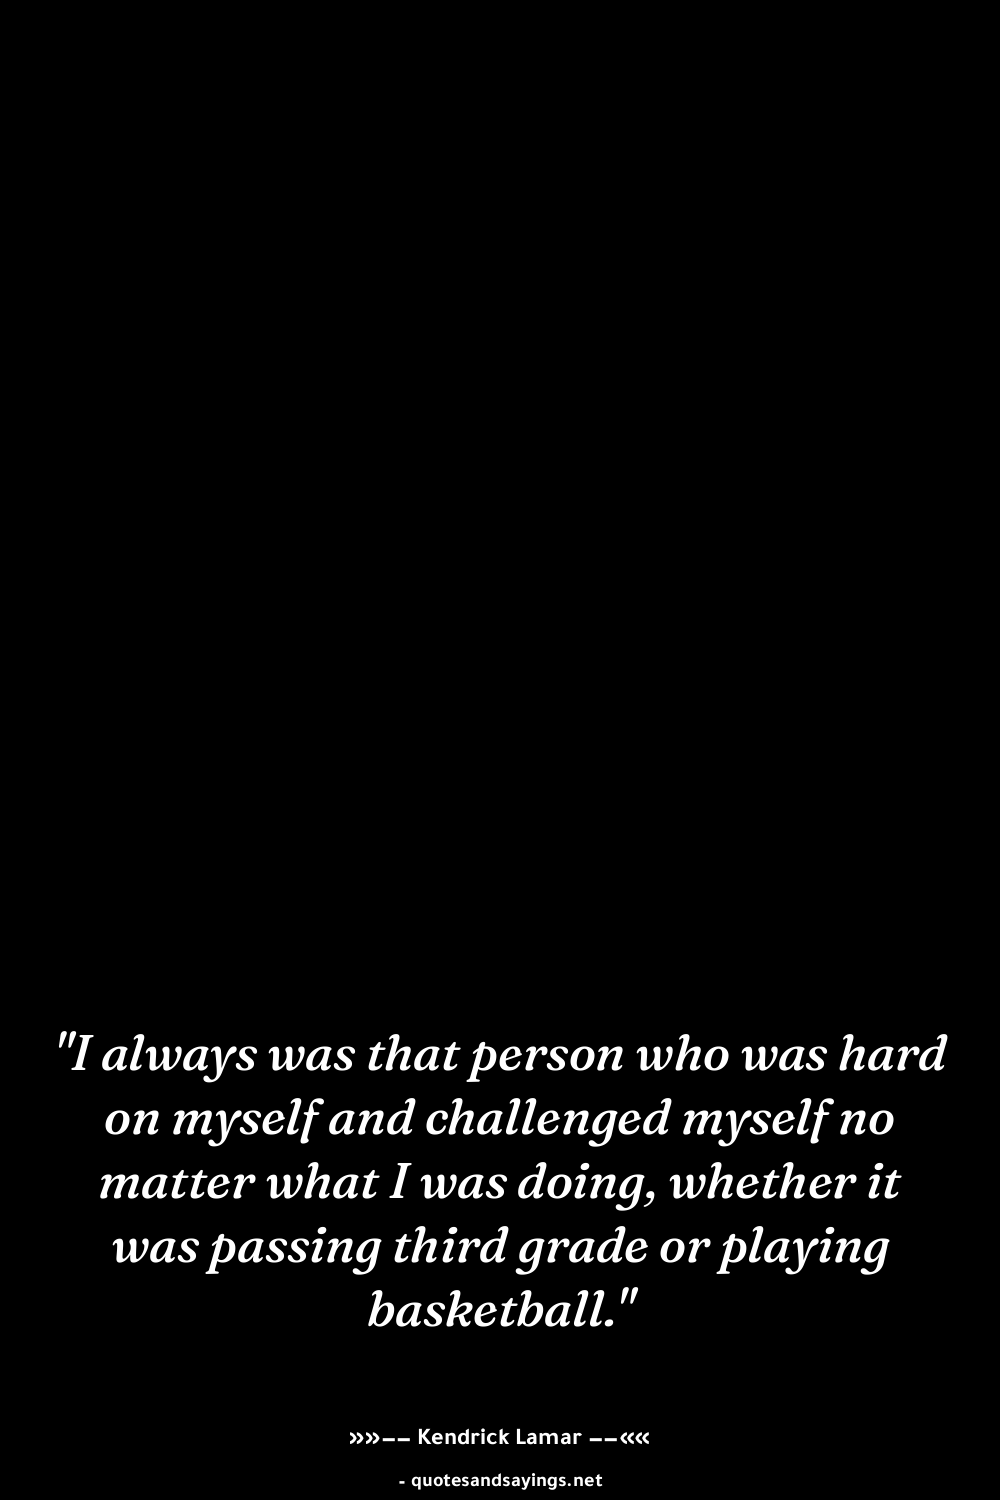 "I always was that person who was hard
on myself and challenged myself no
matter what I was doing, whether it
was passing third grade or playing
basketball."
»»−− Kendrick Lamar −−««
- quotesandsayings.net